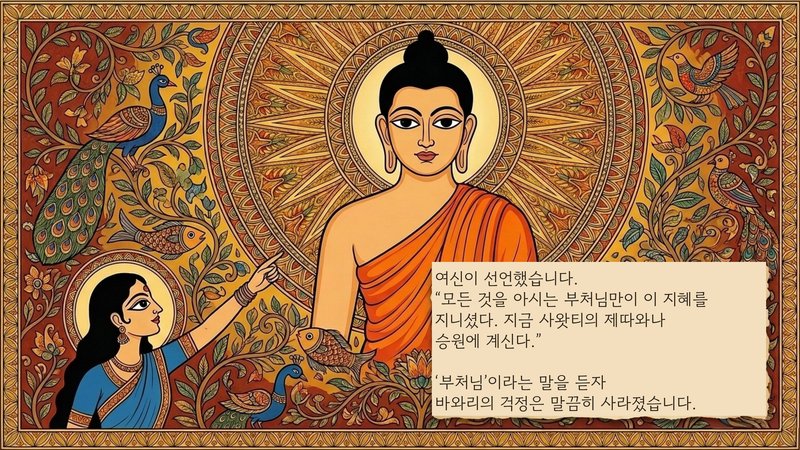 여신이 선언했습니다.
“모든 것을 아시는 부처님만이 이 지혜를
지니셨다. 지금 사왓티의 제따와나
승원에 계신다.”
‘부처님’이라는 말을 듣자
바와리의 걱정은 말끔히 사라졌습니다.